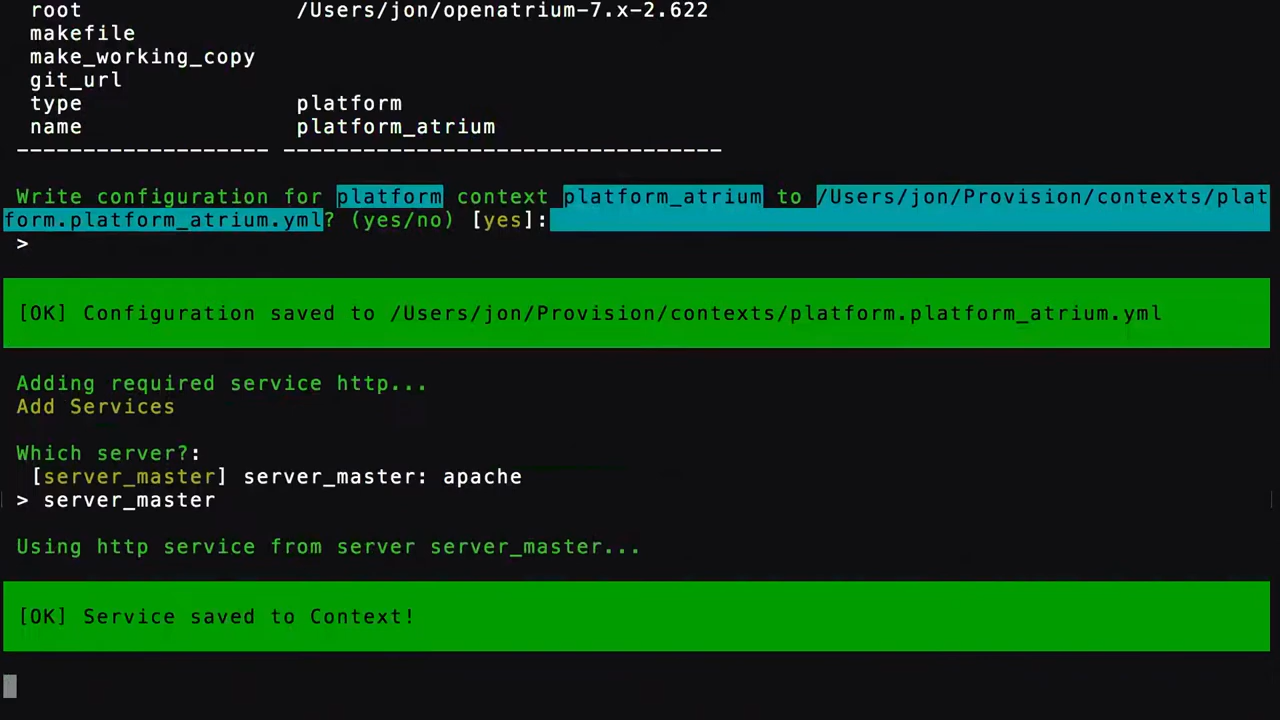 root                 /Users/jon/openatrium-7.x-2.622
makefile
make_working_copy
git_url
type                 platform
name                 platform_atrium
------------------- ---------------------------------
Write configuration for platform context platform_atrium to /Users/jon/Provision/contexts/plat
form.platform_atrium.yml? (yes/no) [yes]:
>
[OK] Configuration saved to /Users/jon/Provision/contexts/platform.platform_atrium.yml
Adding required service http...
Add Services
Which server?:
[server_master] server_master: apache
> server_master
Using http service from server server_master...
[OK] Service saved to Context!